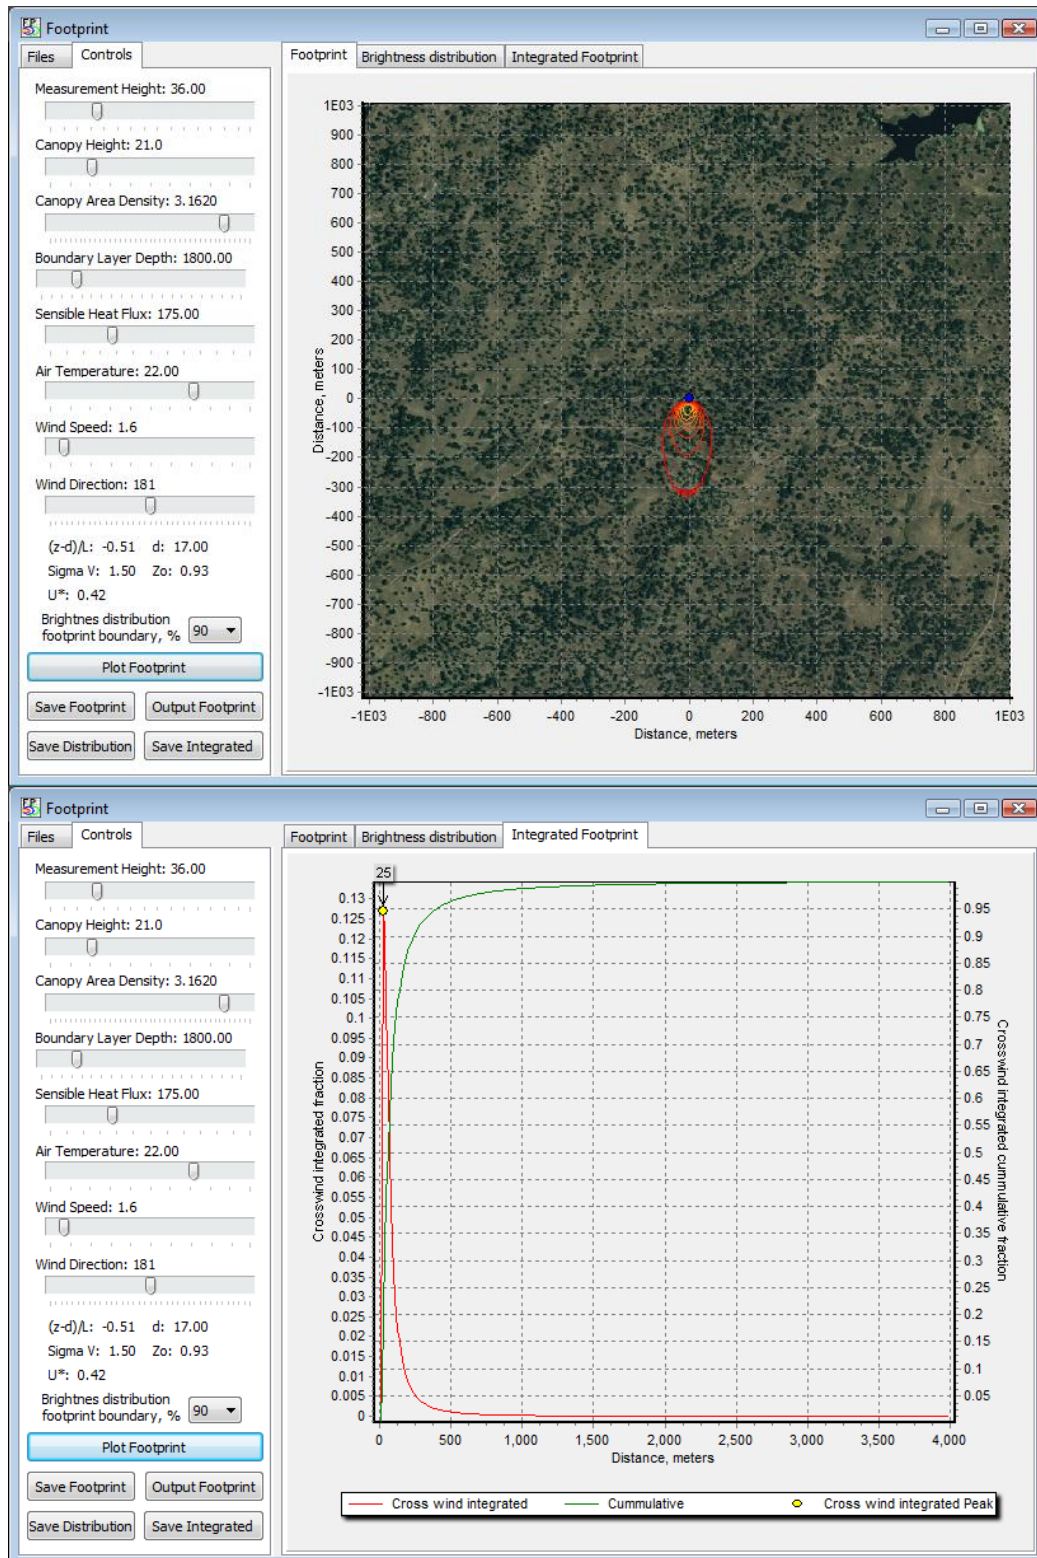 Footprint
Files Controls
Footprint Brightness distribution Integrated Footprint
Measurement Height: 36.00
Canopy Height: 21.0
Canopy Area Density: 3.1620
Boundary Layer Depth: 1800.00
Sensible Heat Flux: 175.00
Air Temperature: 22.00
Wind Speed: 1.6
Wind Direction: 181
(z-d)/L: -0.51 d: 17.00
Sigma V: 1.50 Zo: 0.93
U*: 0.42
Brightnes distribution
footprint boundary, % 90
Plot Footprint
Save Footprint Output Footprint
Save Distribution Save Integrated
Distance, meters
1E03
900
800
700
600
500
400
300
200
100
0
-100
-200
-300
-400
-500
-600
-700
-800
-900
-1E03
-1E03 -800 -600 -400 -200 0 200 400 600 800 1E03
Distance, meters
Footprint
Files Controls
Footprint Brightness distribution Integrated Footprint
Measurement Height: 36.00
Canopy Height: 21.0
Canopy Area Density: 3.1620
Boundary Layer Depth: 1800.00
Sensible Heat Flux: 175.00
Air Temperature: 22.00
Wind Speed: 1.6
Wind Direction: 181
(z-d)/L: -0.51 d: 17.00
Sigma V: 1.50 Zo: 0.93
U*: 0.42
Brightnes distribution
footprint boundary, % 90
Plot Footprint
Save Footprint Output Footprint
Save Distribution Save Integrated
25
Crosswind integrated fraction
0.13
0.125
0.12
0.115
0.11
0.105
0.1
0.095
0.09
0.085
0.08
0.075
0.07
0.065
0.06
0.055
0.05
0.045
0.04
0.035
0.03
0.025
0.02
0.015
0.01
0.005
0
0.95
0.9
0.85
0.8
0.75
0.7
0.65
0.6
0.55
0.5
0.45
0.4
0.35
0.3
0.25
0.2
0.15
0.1
0.05
Crosswind integrated cummulative fraction
0 500 1,000 1,500 2,000 2,500 3,000 3,500 4,000
Distance, meters
Cross wind integrated Cummulative Cross wind integrated Peak